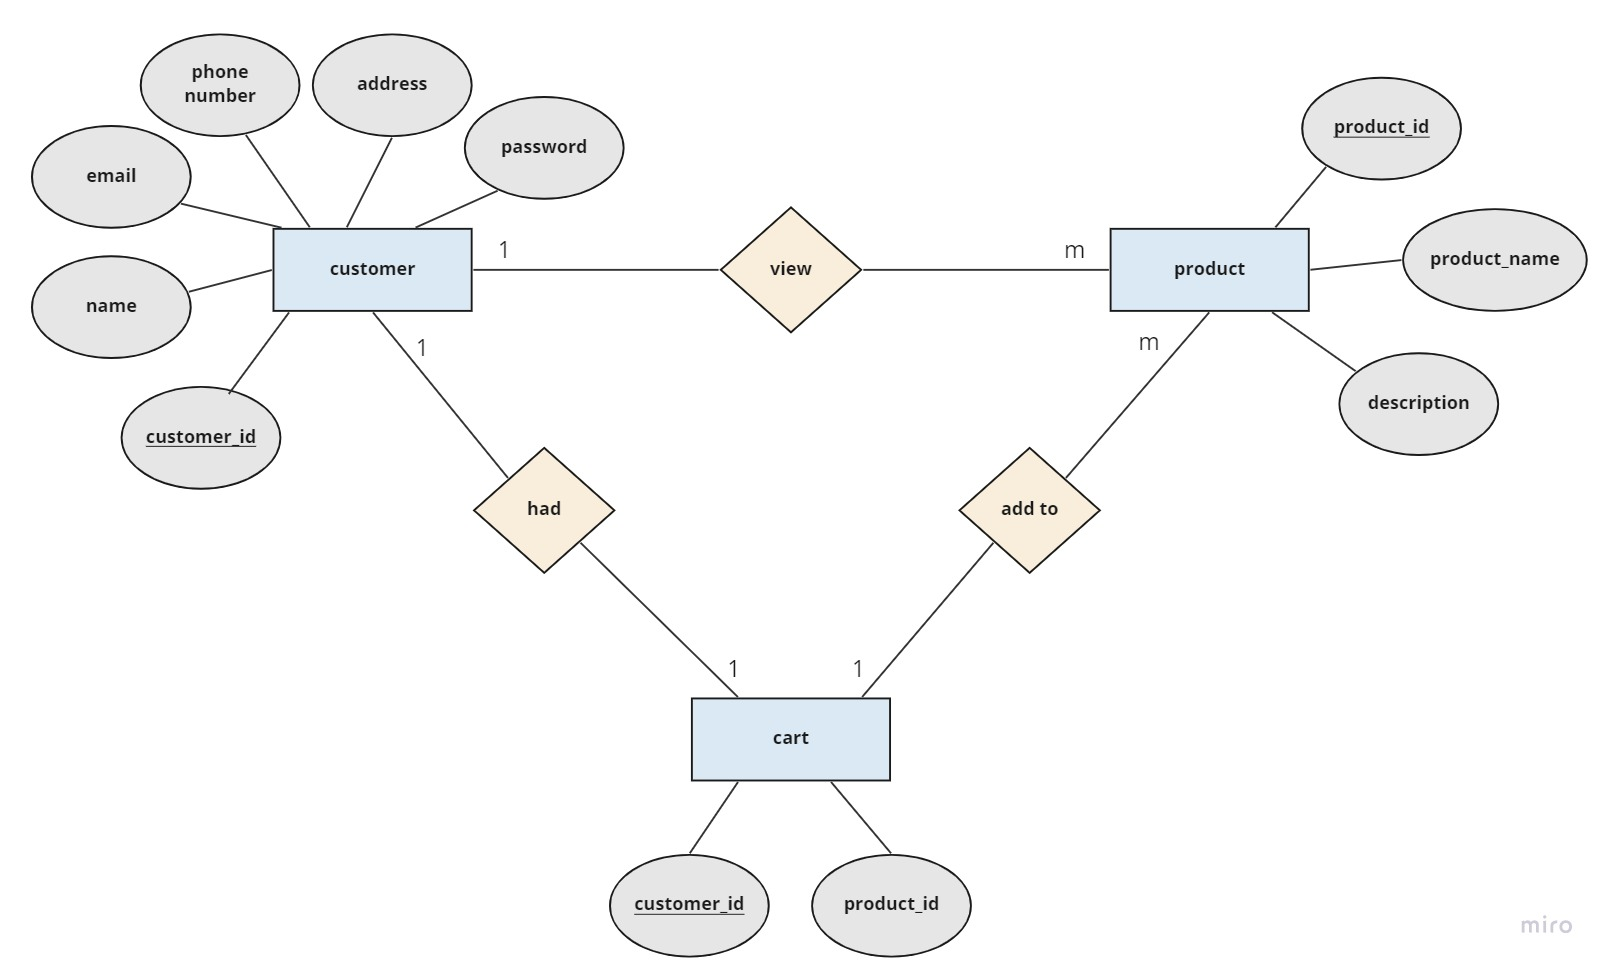 phone
number
address
password
email
product_id
customer
1
view
m
product
product_name
name
1
m
description
customer_id
had
add to
1
1
cart
customer_id
product_id
miro